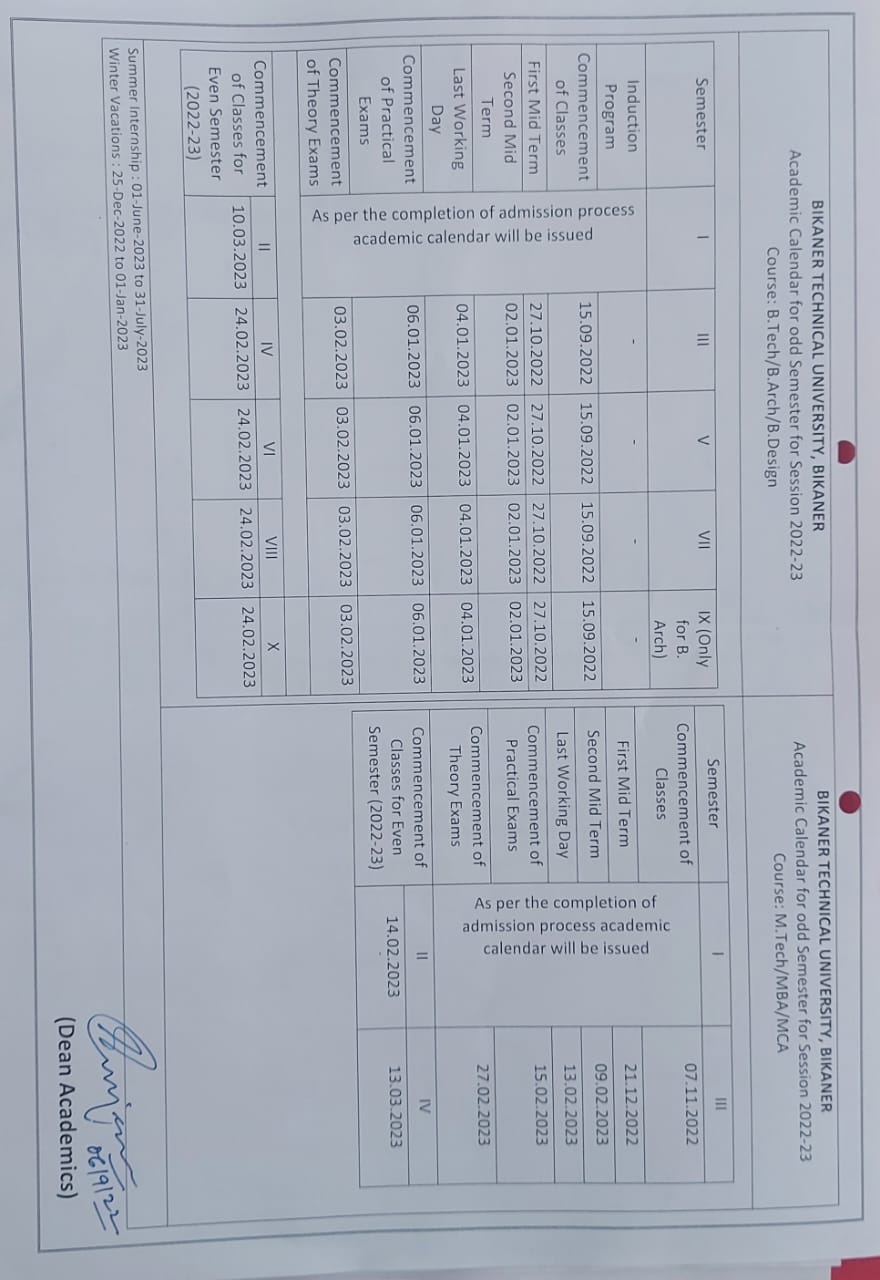 BIKANER TECHNICAL UNIVERSITY, BIKANER
Academic Calendar for odd Semester for Session 2022-23
Course: B.Tech/B.Arch/B.Design
Semester I III V VII IX (Only
for B.
Arch)
Induction
Program - - - -
As per the completion of admission process
academic calendar will be issued
Commencement
of Classes 15.09.2022 15.09.2022 15.09.2022 15.09.2022
First Mid Term 27.10.2022 27.10.2022 27.10.2022 27.10.2022
Second Mid
Term 02.01.2023 02.01.2023 02.01.2023 02.01.2023
Last Working
Day 04.01.2023 04.01.2023 04.01.2023 04.01.2023
Commencement
of Practical
Exams 06.01.2023 06.01.2023 06.01.2023 06.01.2023
Commencement
of Theory Exams 03.02.2023 03.02.2023 03.02.2023 03.02.2023
Commencement
of Classes for
Even Semester
(2022-23)
II IV VI VIII X
10.03.2023 24.02.2023 24.02.2023 24.02.2023 24.02.2023
BIKANER TECHNICAL UNIVERSITY, BIKANER
Academic Calendar for odd Semester for Session 2022-23
Course: M.Tech/MBA/MCA
Semester I III
Commencement of
Classes 07.11.2022
As per the completion of
admission process academic
calendar will be issued
First Mid Term 21.12.2022
Second Mid Term 09.02.2023
Last Working Day 13.02.2023
Commencement of
Practical Exams 15.02.2023
Commencement of
Theory Exams 27.02.2023
Commencement of
Classes for Even
Semester (2022-23)
II IV
14.02.2023 13.03.2023
Summer Internship : 01-June-2023 to 31-July-2023
Winter Vacations : 25-Dec-2022 to 01-Jan-2023
06/9/22
(Dean Academics)